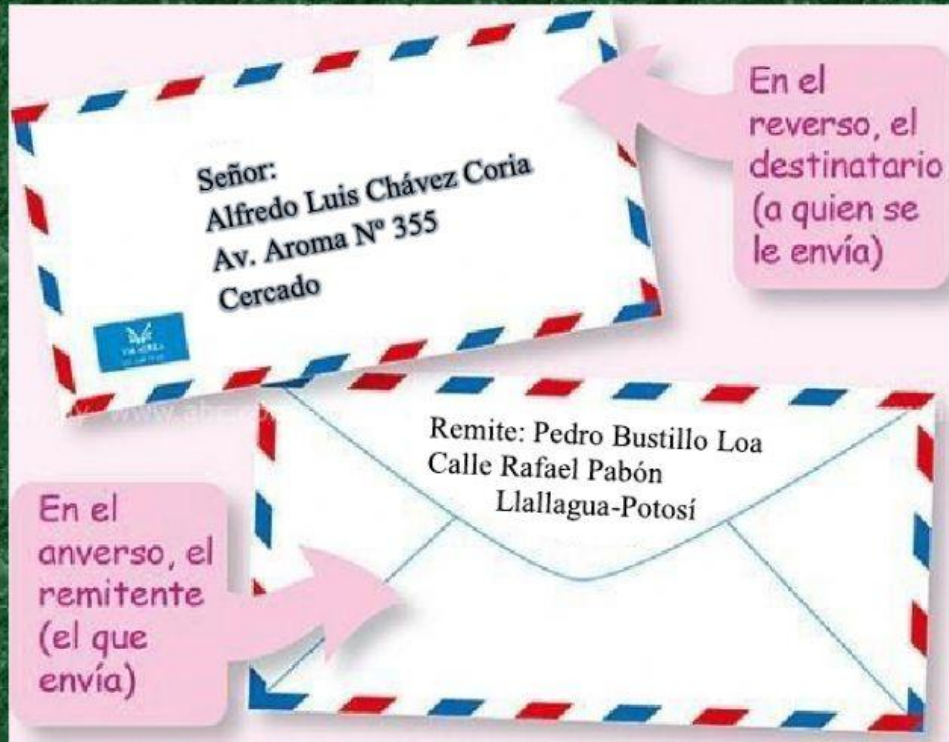 Señor:
Alfredo Luis Chávez Coria
Av. Aroma Nº 355
Cercado
En el
reverso, el
destinatario
(a quien se
le envía)
Remite: Pedro Bustillo Loa
Calle Rafael Pabón
Llallagua-Potosí
En el
anverso, el
remitente
(el que
envía)